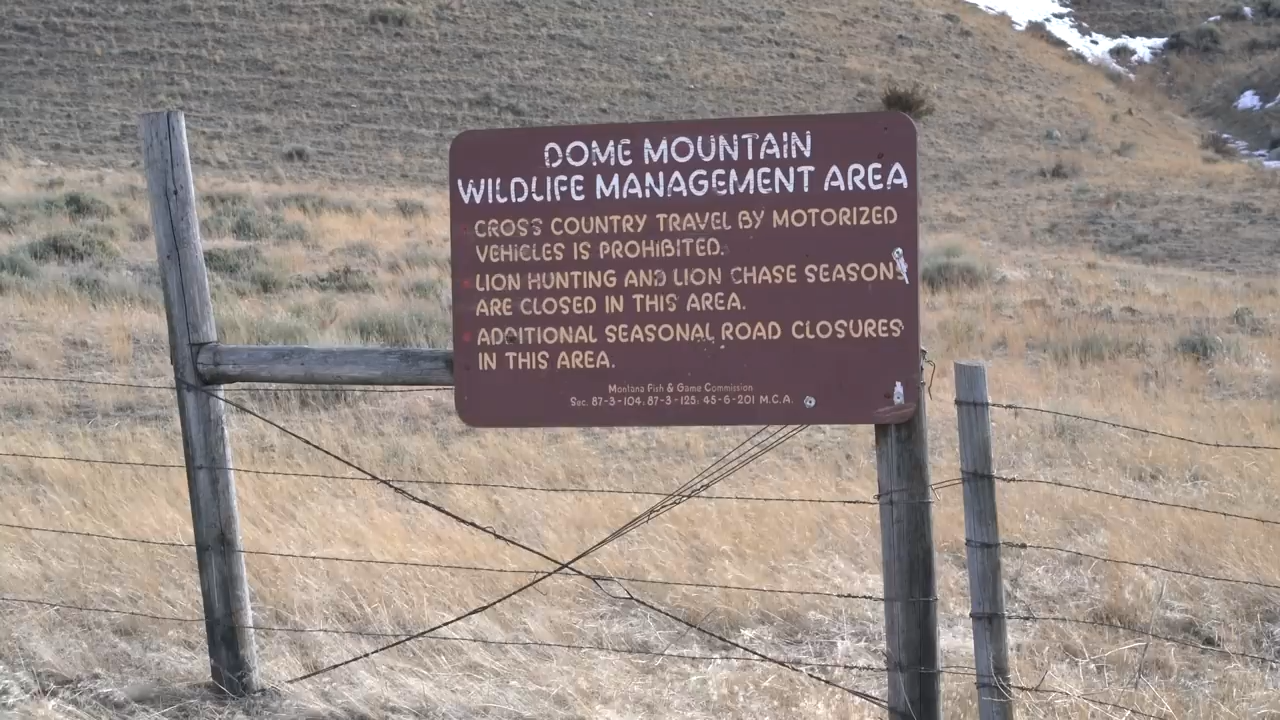 DOME MOUNTAIN
WILDLIFE MANAGEMENT AREA
CROSS COUNTRY TRAVEL BY MOTORIZED
VEHICLES IS PROHIBITED.
LION HUNTING AND LION CHASE SEASONS
ARE CLOSED IN THIS AREA.
ADDITIONAL SEASONAL ROAD CLOSURES
IN THIS AREA.
Montana Fish & Game Commission
Sec. 87-3-104; 87-3-125; 45-6-201 M.C.A.